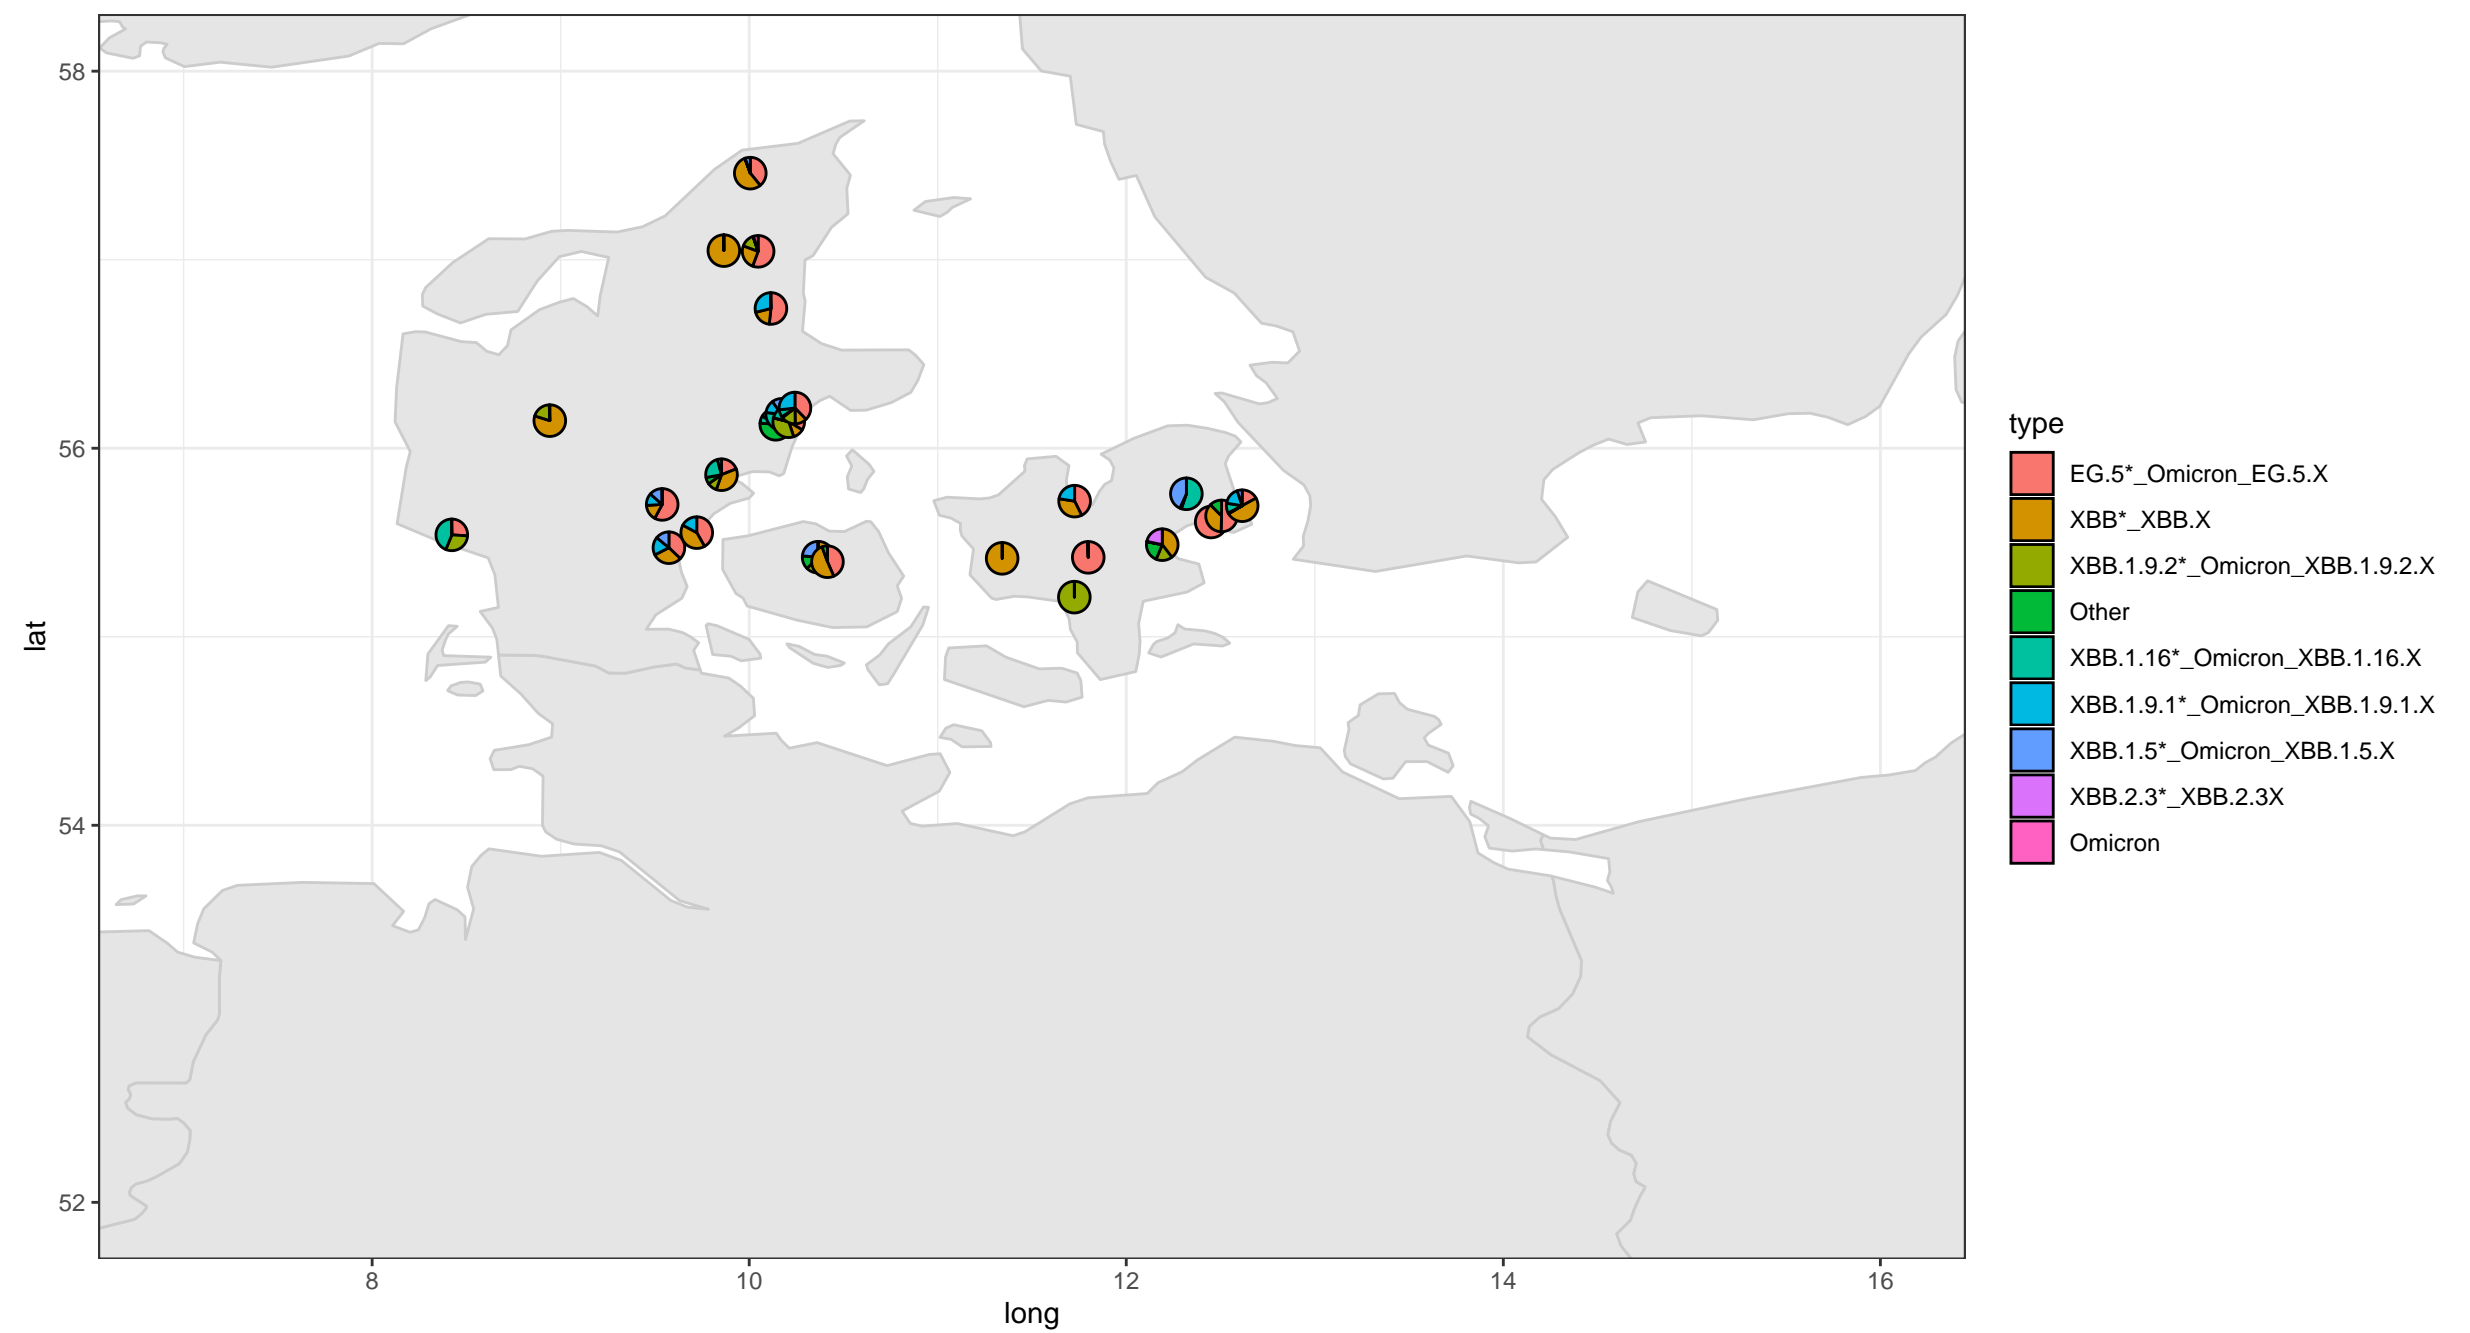 58
56
54
52
lat
8
10
12
14
16
long
type
EG.5*_Omicron_EG.5.X
XBB*_XBB.X
XBB.1.9.2*_Omicron_XBB.1.9.2.X
Other
XBB.1.16*_Omicron_XBB.1.16.X
XBB.1.9.1*_Omicron_XBB.1.9.1.X
XBB.1.5*_Omicron_XBB.1.5.X
XBB.2.3*_XBB.2.3X
Omicron